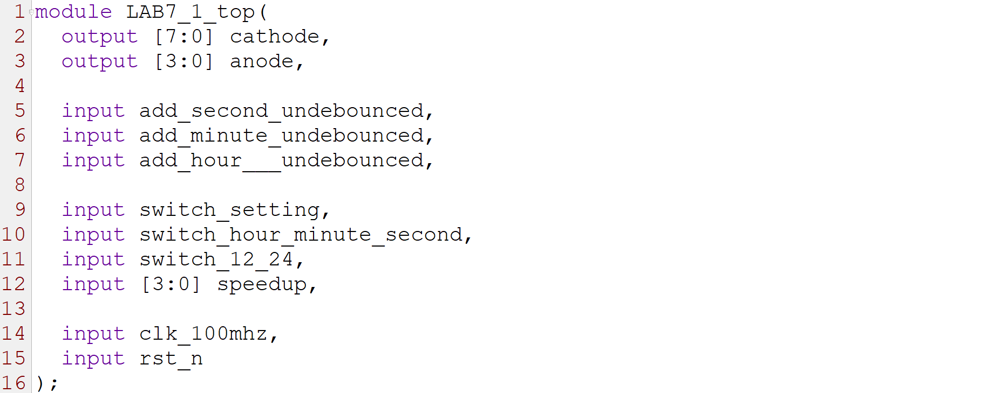 1 module LAB7_1_top(
2   output [7:0] cathode,
3   output [3:0] anode,
4
5   input add_second_undebounced,
6   input add_minute_undebounced,
7   input add_hour___undebounced,
8
9   input switch_setting,
10   input switch_hour_minute_second,
11   input switch_12_24,
12   input [3:0] speedup,
13
14   input clk_100mhz,
15   input rst_n
16 );